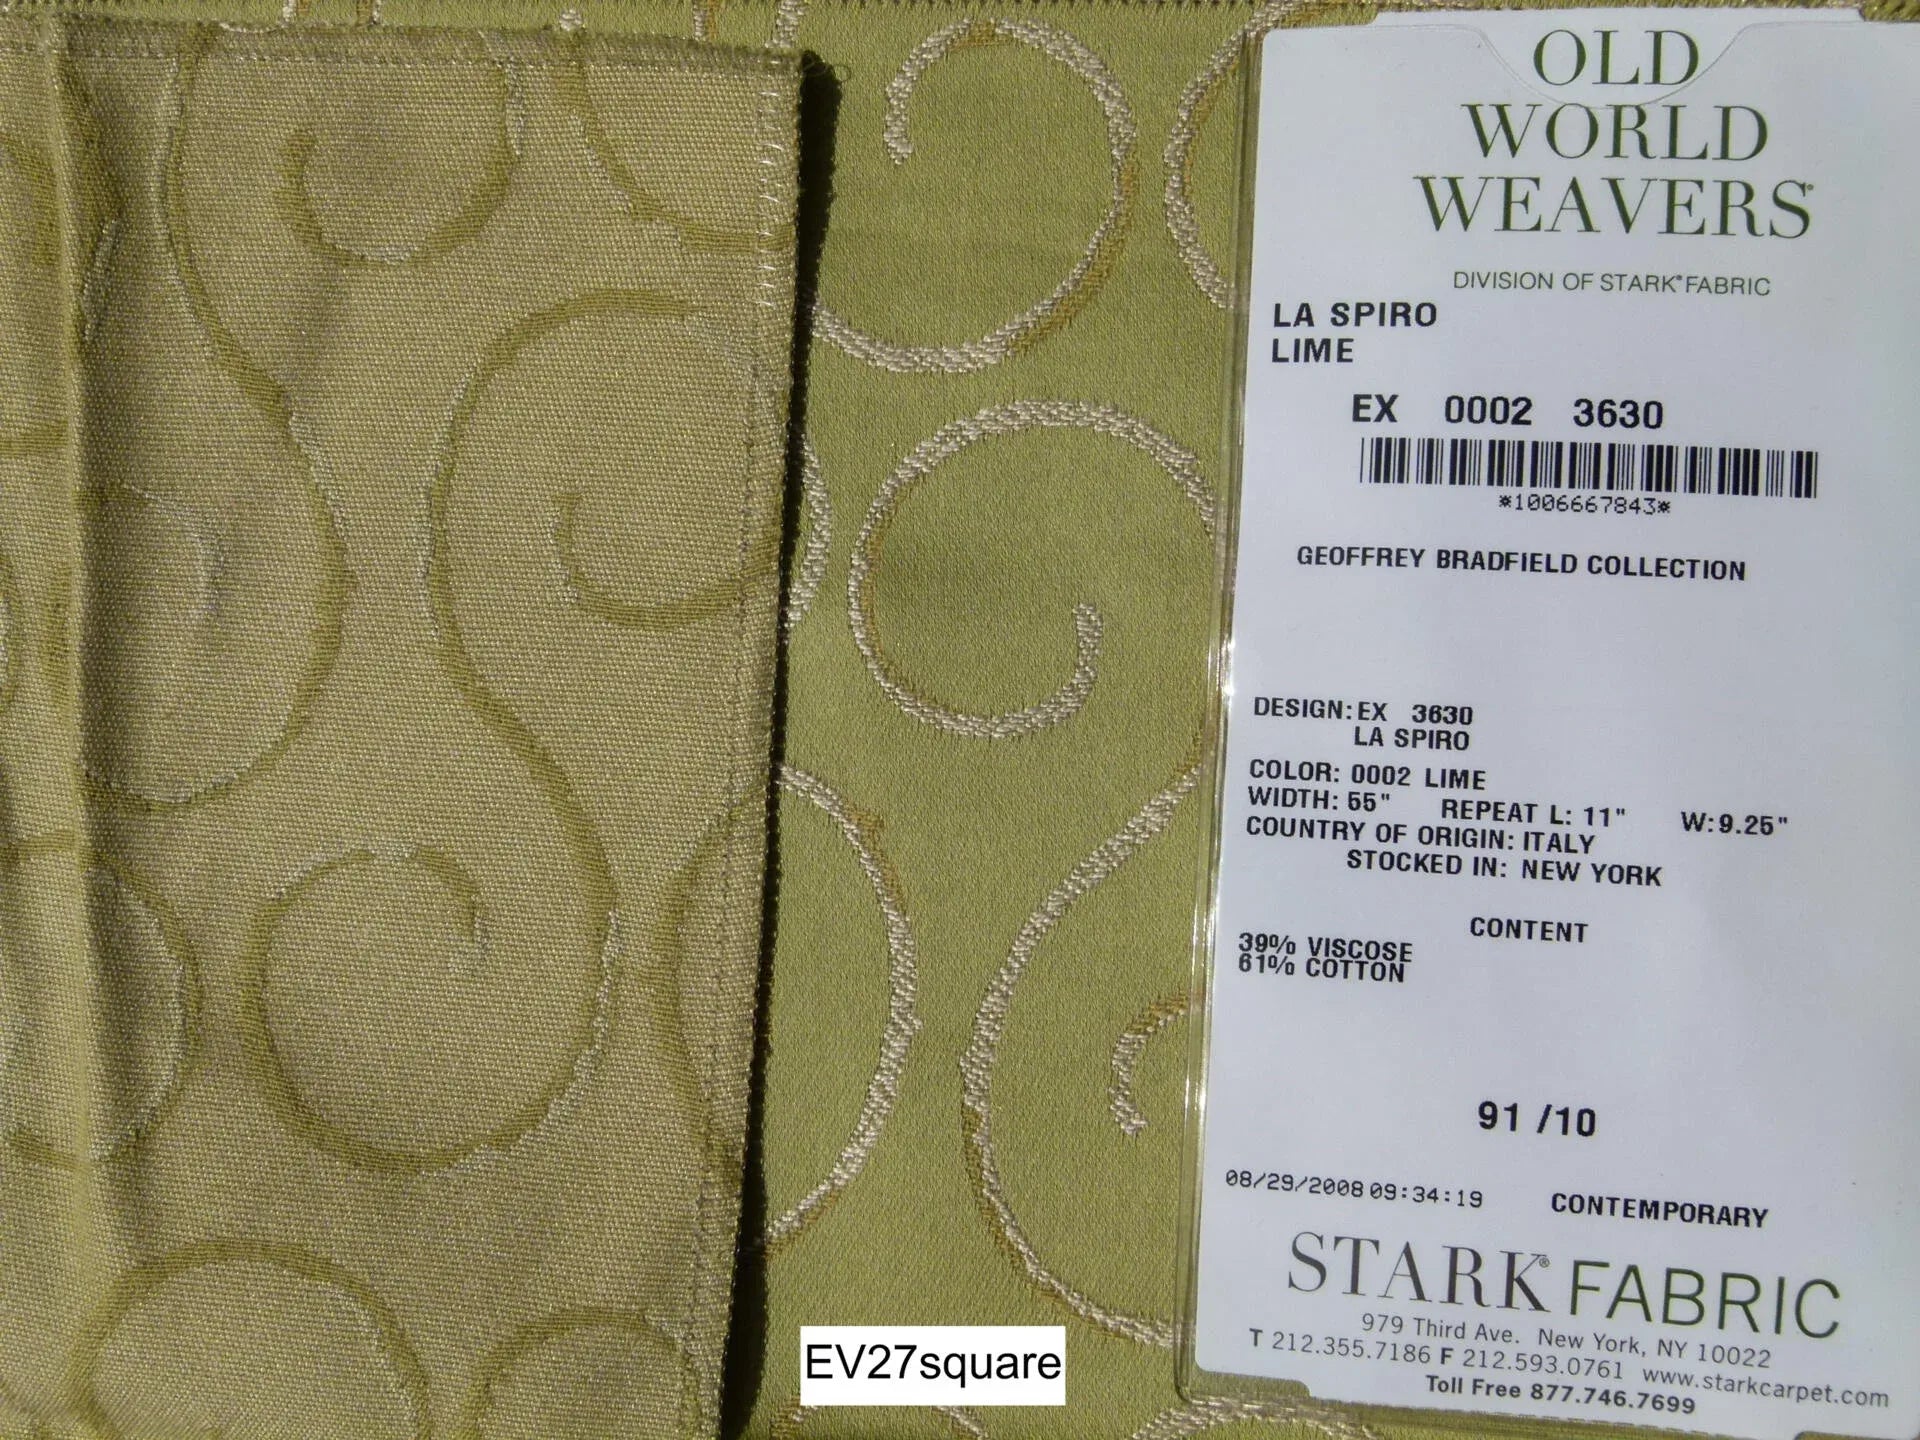 OLD
WORLD
WEAVERS®
DIVISION OF STARK® FABRIC
LA SPIRO
LIME
EX 0002 3630
*1006667843*
GEOFFREY BRADFIELD COLLECTION
DESIGN: EX 3630
LA SPIRO
COLOR: 0002 LIME
WIDTH: 55" REPEAT L: 11" W: 9.25"
COUNTRY OF ORIGIN: ITALY
STOCKED IN: NEW YORK
CONTENT
39% VISCOSE
61% COTTON
91 /10
08/29/2008 09:34:19 CONTEMPORARY
STARK® FABRIC
979 Third Ave. New York, NY 10022
T 212.355.7186 F 212.593.0761 www.starkcarpet.com
Toll Free 877.746.7699
EV27square